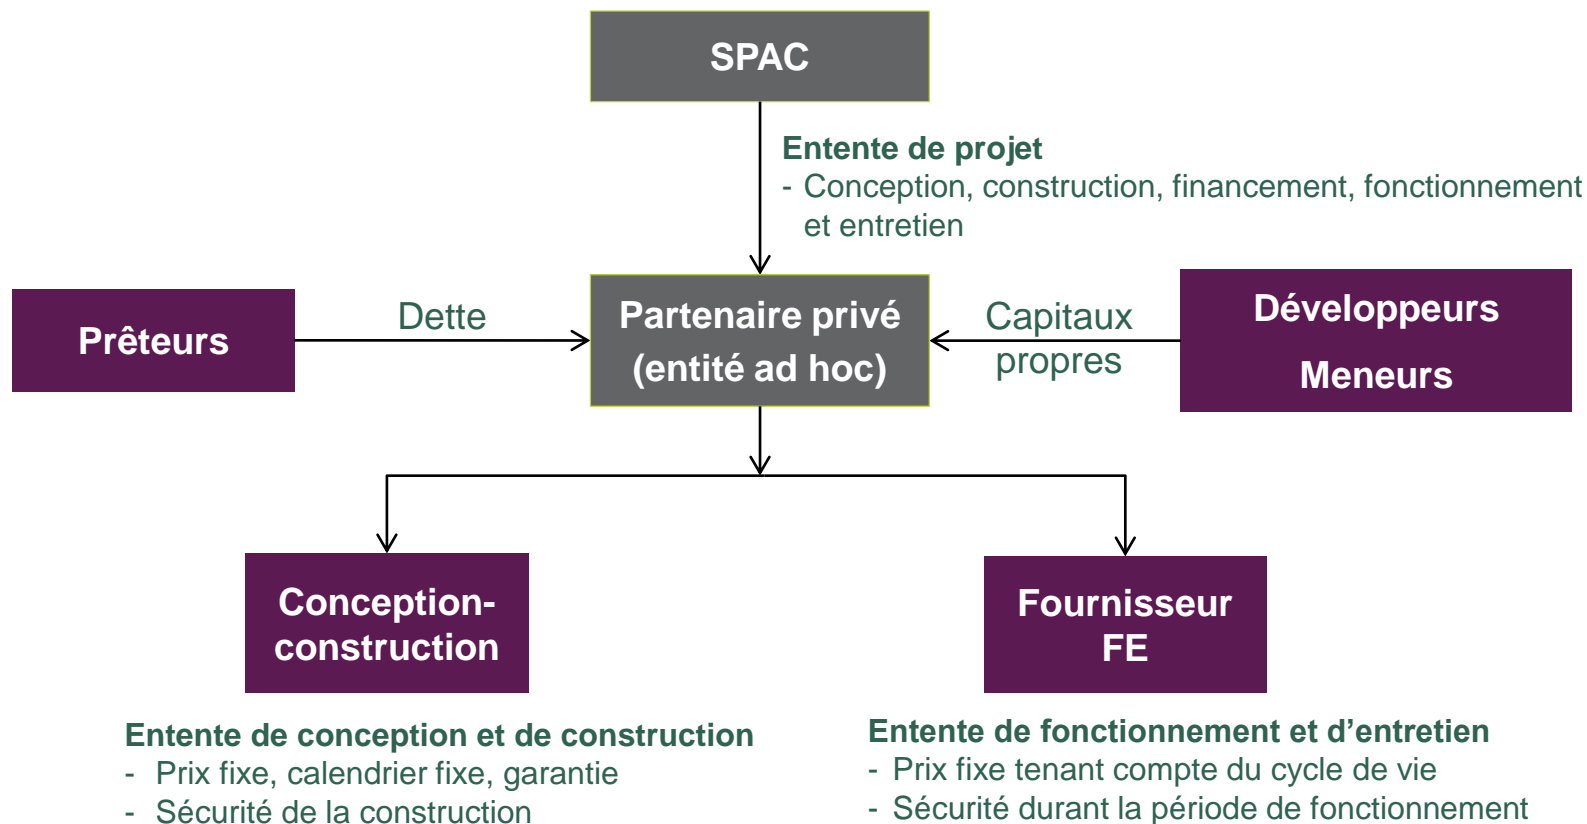 SPAC
Entente de projet
- Conception, construction, financement, fonctionnement
et entretien
Prêteurs
Dette
Partenaire privé
(entité ad hoc)
Capitaux
propres
Développeurs
Meneurs
Conception-
construction
Fournisseur
FE
Entente de conception et de construction
- Prix fixe, calendrier fixe, garantie
- Sécurité de la construction
Entente de fonctionnement et d’entretien
- Prix fixe tenant compte du cycle de vie
- Sécurité durant la période de fonctionnement